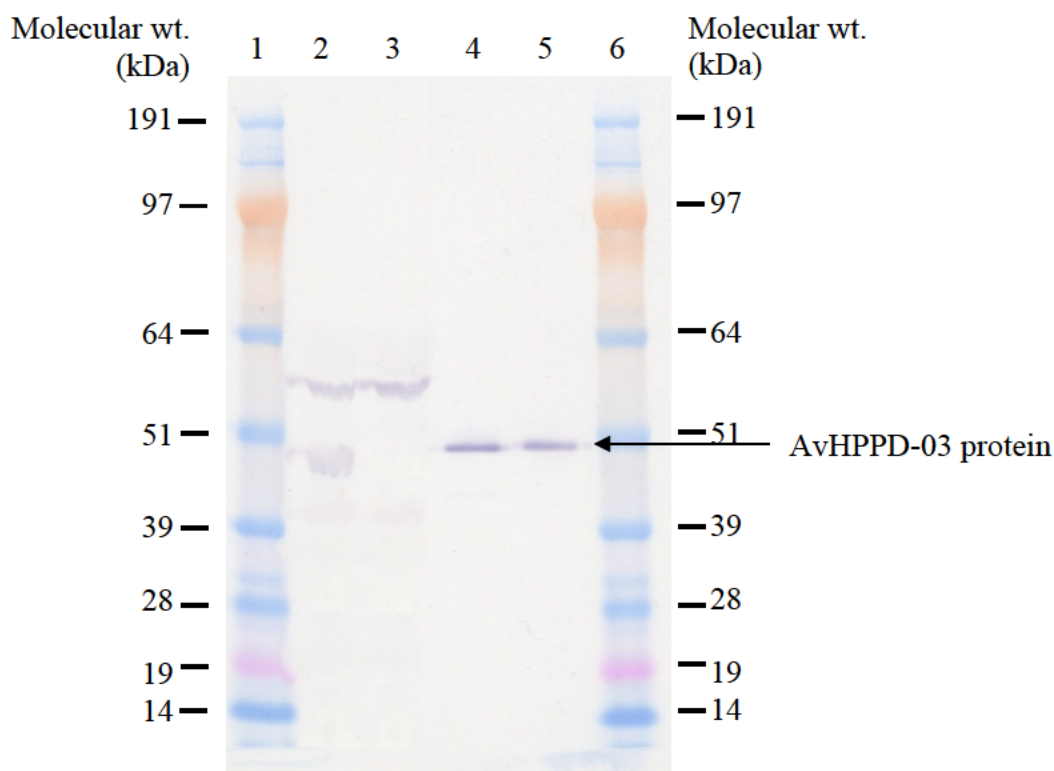 Molecular wt.
(kDa)
1 2 3 4 5 6
Molecular wt.
(kDa)
191
97
64
51
39
28
19
14
191
97
64
51
39
28
19
14
AvHPPD-03 protein